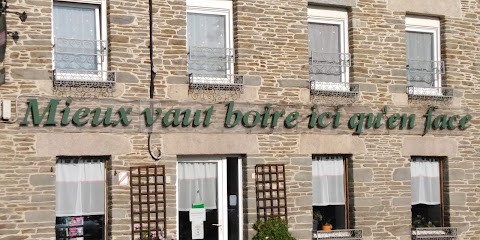 Mieux vaut boire ici qu'en face